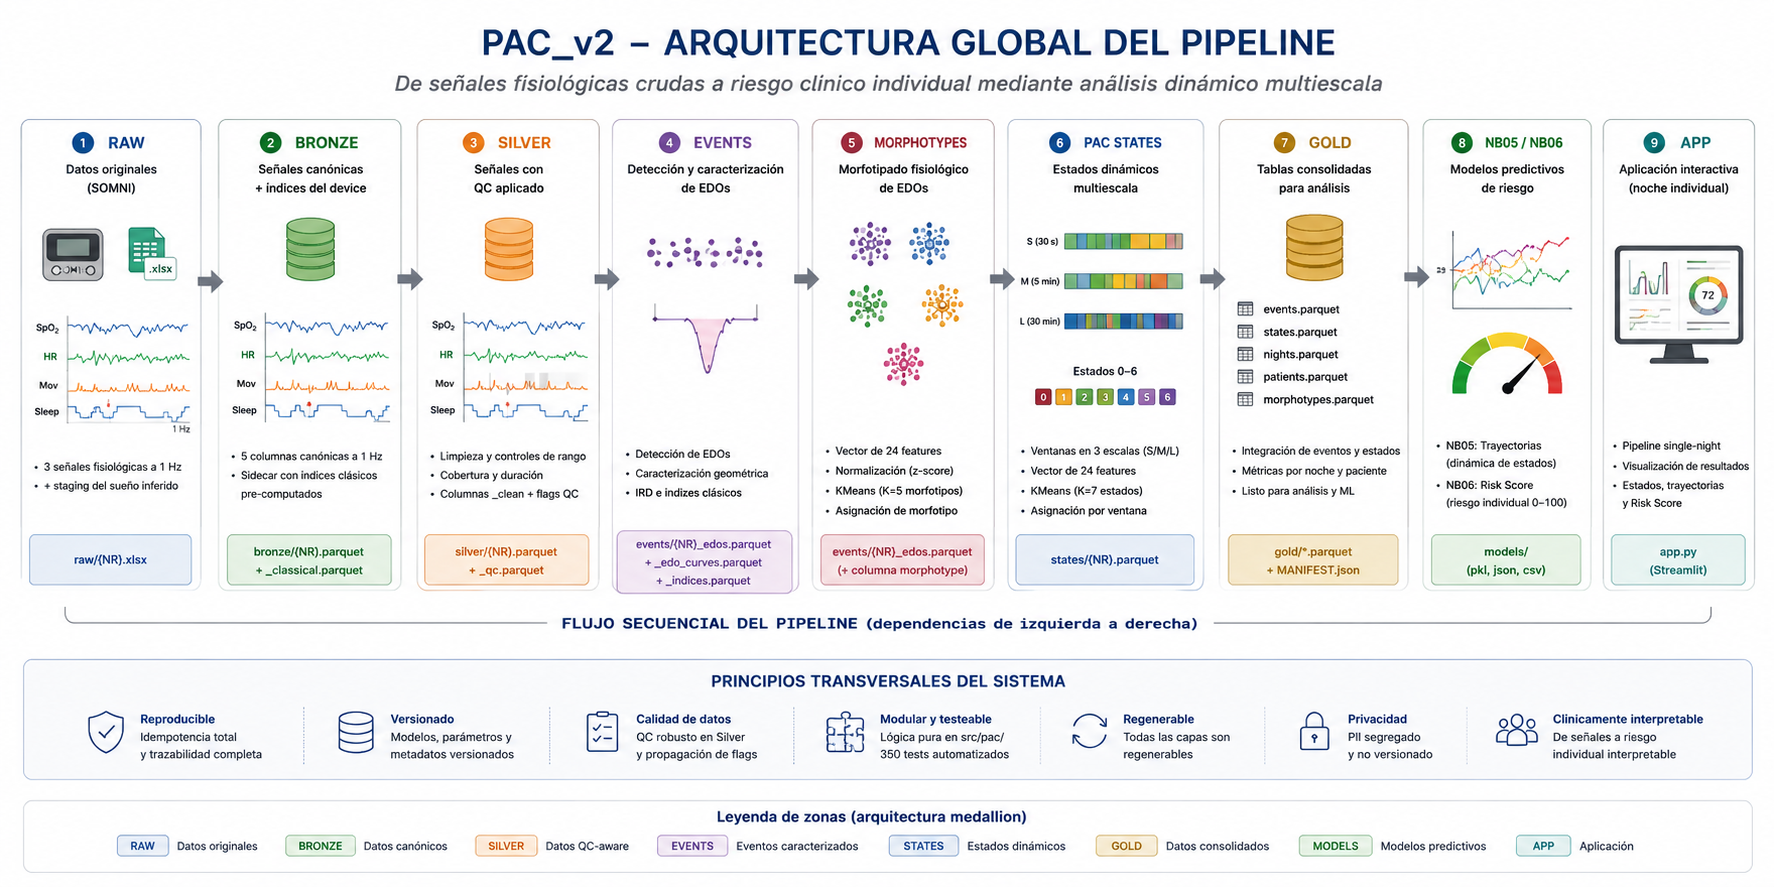 PAC_v2 – ARQUITECTURA GLOBAL DEL PIPELINE
De señales fisiológicas crudas a riesgo clínico individual mediante análisis dinámico multiescala
1 RAW
Datos originales
(SOMNI)
.xlsx
SpO2
HR
Mov
Sleep
1 Hz
• 3 señales fisiológicas a 1 Hz
• + staging del sueño inferido
raw/{NR}.xlsx
2 BRONZE
Señales canónicas
+ índices del device
SpO2
HR
Mov
Sleep
• 5 columnas canónicas a 1 Hz
• Sidecar con indices clásicos
pre-computados
bronze/{NR}.parquet
+ _classical.parquet
3 SILVER
Señales con
QC aplicado
SpO2
HR
Mov
Sleep
• Limpieza y controles de rango
• Cobertura y duración
• Columnas _clean + flags QC
silver/{NR}.parquet
+ _qc.parquet
4 EVENTS
Detección y caracterización
de EDOs
• Detección de EDOs
• Caracterización geométrica
• IRD e indizes clásicos
events/{NR}_edos.parquet
+ _edo_curves.parquet
+ _indices.parquet
5 MORPHOTYPES
Morfotipado fisiológico
de EDOs
• Vector de 24 features
• Normalización (z-score)
• KMeans (K=5 morfotipos)
• Asignación de morfotipo
events/{NR}_edos.parquet
(+ columna morphotype)
6 PAC STATES
Estados dinámicos
multiescala
S (30 s)
M (5 min)
L (30 min)
Estados 0–6
0 1 2 3 4 5 6
• Ventanas en 3 escalas (S/M/L)
• Vector de 24 features
• KMeans (K=7 estados)
• Asignación por ventana
states/{NR}.parquet
7 GOLD
Tablas consolidadas
para análisis
events.parquet
states.parquet
nights.parquet
patients.parquet
morphotypes.parquet
• Integración de eventos y estados
• Métricas por noche y paciente
• Listo para análisis y ML
gold/*.parquet
+ MANIFEST.json
8 NB05 / NB06
Modelos predictivos
de riesgo
• NB05: Trayectorias
(dinámica de estados)
• NB06: Risk Score
(riesgo individual 0–100)
models/
(pkl, json, csv)
9 APP
Aplicación interactiva
(noche individual)
72
• Pipeline single-night
• Visualización de resultados
• Estados, trayectorias
y Risk Score
app.py
(Streamlit)
FLUJO SECUENCIAL DEL PIPELINE (dependencias de izquierda a derecha)
PRINCIPIOS TRANSVERSALES DEL SISTEMA
Reproducible
Idempotencia total
y trazabilidad completa
Versionado
Modelos, parámetros y
metadatos versionados
Calidad de datos
QC robusto en Silver
y propagación de flags
Modular y testeable
Lógica pura en src/pac/
350 tests automatizados
Regenerable
Todas las capas son
regenerables
Privacidad
PII segregado
y no versionado
Clinicamente interpretable
De señales a riesgo
individual interpretable
Leyenda de zonas (arquitectura medallion)
RAW Datos originales
BRONZE Datos canónicos
SILVER Datos QC-aware
EVENTS Eventos caracterizados
STATES Estados dinámicos
GOLD Datos consolidados
MODELS Modelos predictivos
APP Aplicación